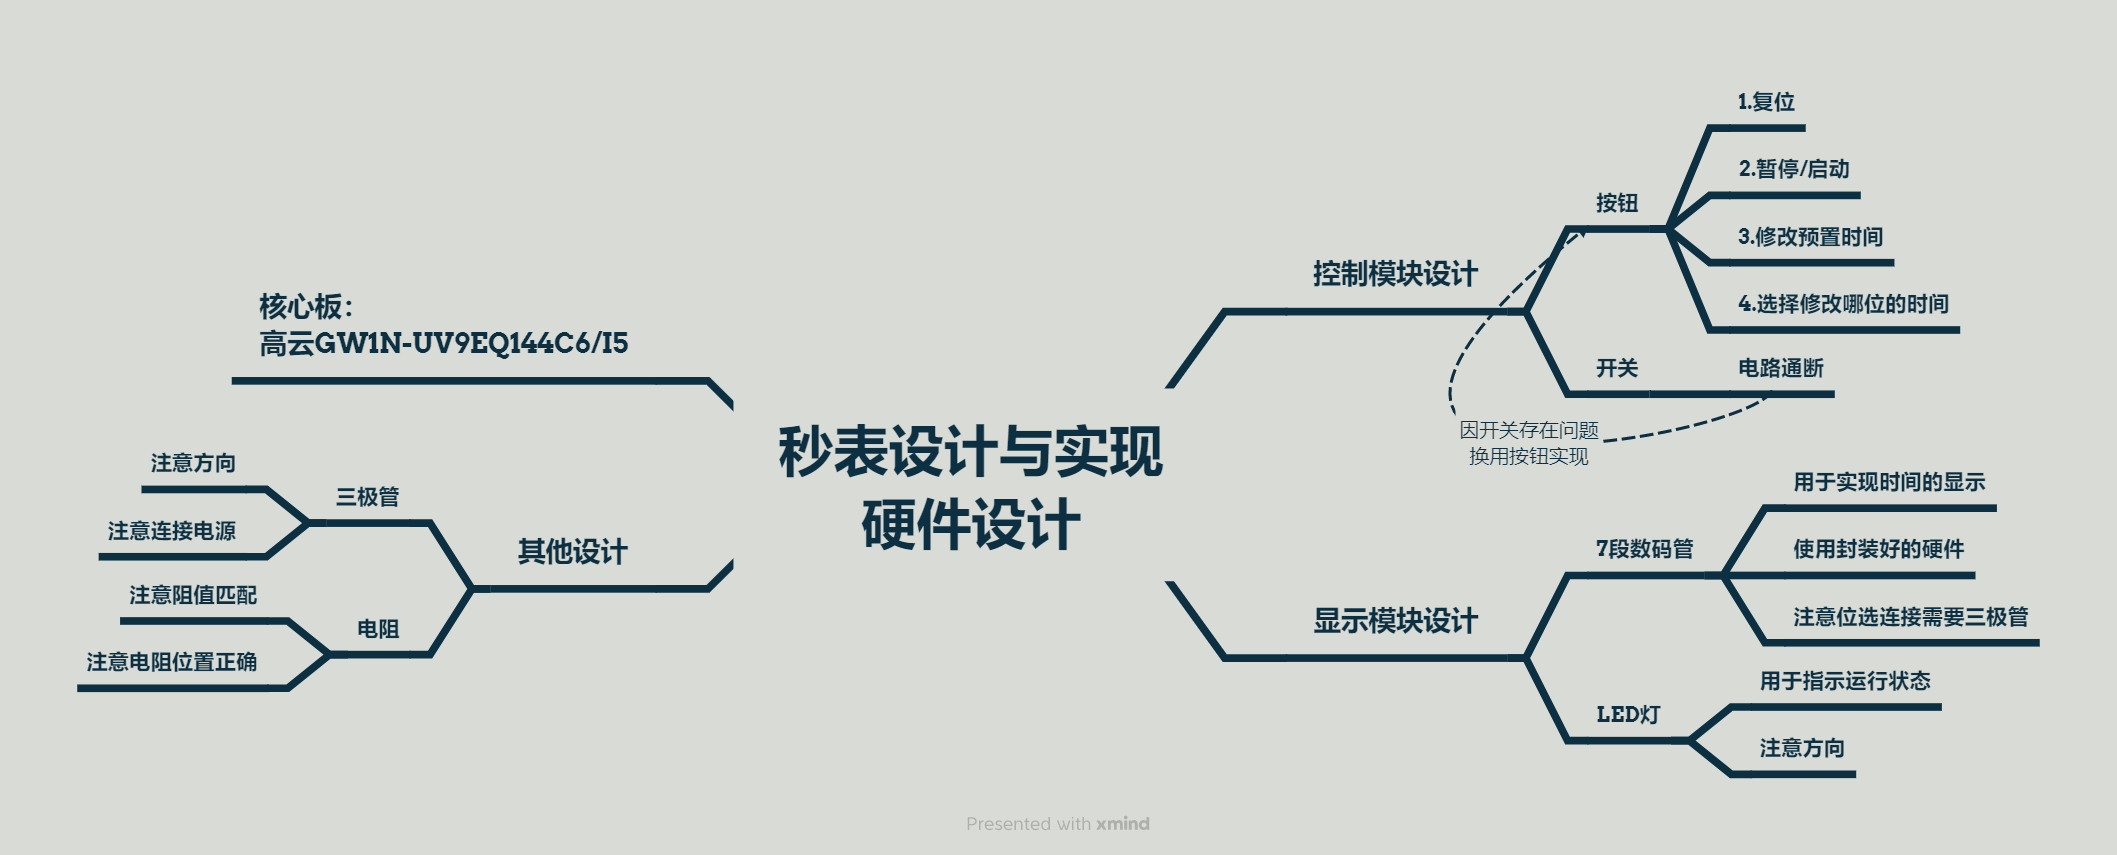 秒表设计与实现
硬件设计
控制模块设计
按钮
1.复位
2.暂停/启动
3.修改预置时间
4.选择修改哪位的时间
开关
电路通断
因开关存在问题
换用按钮实现
显示模块设计
7段数码管
用于实现时间的显示
使用封装好的硬件
注意位选连接需要三极管
LED灯
用于指示运行状态
注意方向
核心板：
高云GW1N-UV9EQ144C6/I5
其他设计
三极管
注意方向
注意连接电源
电阻
注意阻值匹配
注意电阻位置正确
Presented with xmind